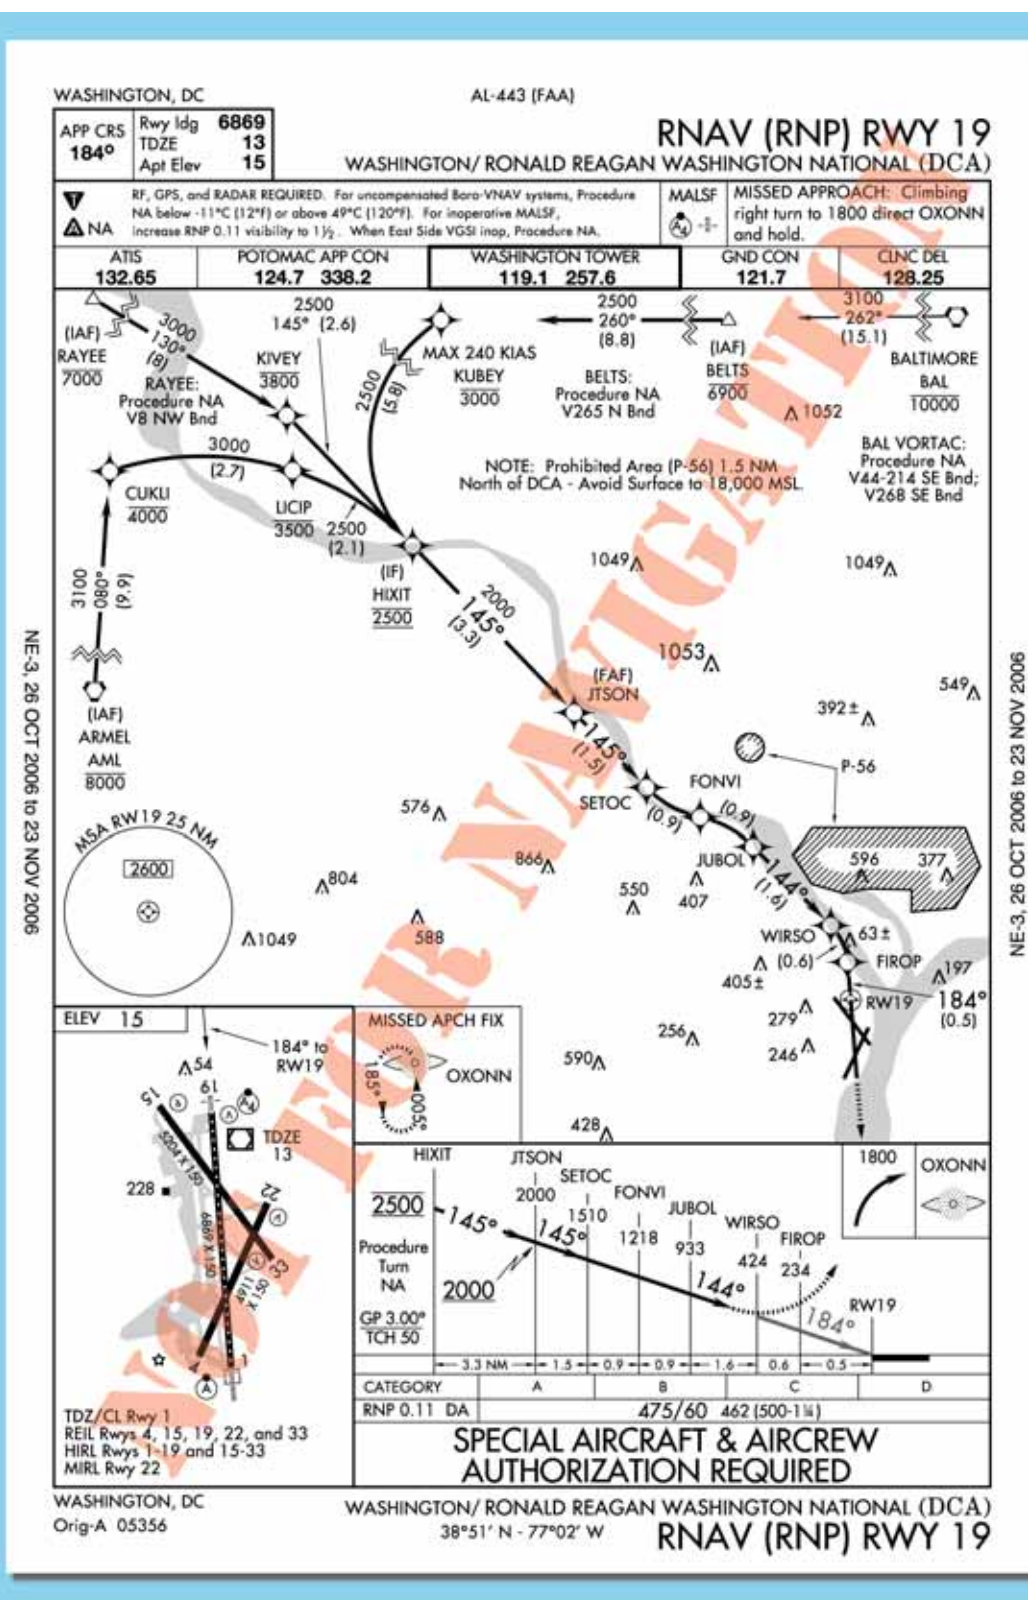 WASHINGTON, DC
AL-443 (FAA)
APP CRS
184°
Rwy ldg 6869
TDZE 13
Apt Elev 15
RNAV (RNP) RWY 19
WASHINGTON/ RONALD REAGAN WASHINGTON NATIONAL (DCA)
T
A NA
RF, GPS, and RADAR REQUIRED. For uncompensated Baro-VNAV systems, Procedure
NA below -11°C (12°F) or above 49°C (120°F). For inoperative MALSF,
increase RNP 0.11 visibility to 1½. When East Side VGSI inop, Procedure NA.
MALSF
A4
MISSED APPROACH: Climbing
right turn to 1800 direct OXONN
and hold.
ATIS
132.65
POTOMAC APP CON
124.7 338.2
WASHINGTON TOWER
119.1 257.6
GND CON
121.7
CLNC DEL
128.25
(IAF)
RAYEE
7000
3000
130°
(8)
RAYEE:
Procedure NA
V8 NW Bnd
2500
145° (2.6)
KIVEY
3800
2500
(5.8)
MAX 240 KIAS
KUBEY
3000
2500
260°
(8.8)
(IAF)
BELTS
6900
BELTS:
Procedure NA
V265 N Bnd
3100
262°
(15.1)
BALTIMORE
BAL
10000
1052
BAL VORTAC:
Procedure NA
V44-214 SE Bnd;
V268 SE Bnd
NOTE: Prohibited Area (P-56) 1.5 NM
North of DCA - Avoid Surface to 18,000 MSL.
3000
(2.7)
CUKLI
4000
LICIP
3500
2500
(2.1)
(IF)
HIXIT
2500
3100
080°
(9.9)
(IAF)
ARMEL
AML
8000
2000
145°
(3.3)
1049
1049
1053
549
392±
(FAF)
JTSON
145°
(1.5)
SETOC
(0.9)
FONVI
(0.9)
JUBOL
144°
(1.6)
P-56
596
377
WIRSO
(0.6)
63±
FIROP
197
RW19
184°
(0.5)
405±
279
246
256
590
428
576
866
550
407
804
588
1049
MSA RW19 25 NM
2600
NE-3, 26 OCT 2006 to 23 NOV 2006
NE-3, 26 OCT 2006 to 23 NOV 2006
NOT FOR NAVIGATION
ELEV 15
184° to
RW19
54
19
15
5204 X 150
TDZE
13
228
22
6869 X 150
33
4911
X 150
4
1
A
TDZ/CL Rwy 1
REIL Rwys 4, 15, 19, 22, and 33
HIRL Rwys 1-19 and 15-33
MIRL Rwy 22
MISSED APCH FIX
OXONN
185°
005°
HIXIT
2500
145°
Procedure
Turn
NA
2000
GP 3.00°
TCH 50
JTSON
2000
145°
SETOC
1510
FONVI
1218
JUBOL
933
144°
WIRSO
424
FIROP
234
184°
RW19
1800
OXONN
3.3 NM 1.5 0.9 0.9 1.6 0.6 0.5
CATEGORY A B C D
RNP 0.11 DA 475/60 462 (500-1¼)
SPECIAL AIRCRAFT & AIRCREW
AUTHORIZATION REQUIRED
WASHINGTON, DC
Orig-A 05356
WASHINGTON/ RONALD REAGAN WASHINGTON NATIONAL (DCA)
38°51' N - 77°02' W
RNAV (RNP) RWY 19